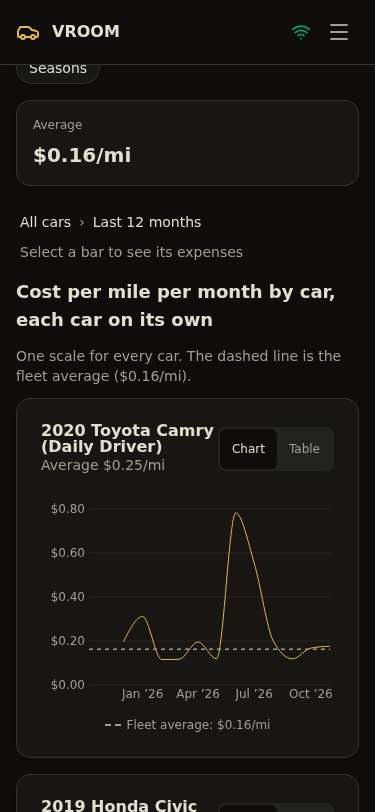 VROOM
Seasons
Average
$0.16/mi
All cars › Last 12 months
Select a bar to see its expenses
Cost per mile per month by car,
each car on its own
One scale for every car. The dashed line is the
fleet average ($0.16/mi).
2020 Toyota Camry
(Daily Driver)
Average $0.25/mi
Chart Table
$0.80
$0.60
$0.40
$0.20
$0.00
Jan ’26 Apr ’26 Jul ’26 Oct ’26
Fleet average: $0.16/mi
2019 Honda Civic